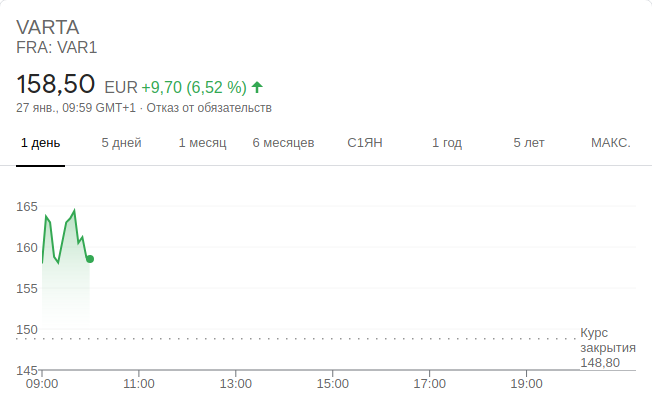 VARTA
FRA: VAR1
158,50 EUR +9,70 (6,52 %)
27 янв., 09:59 GMT+1 · Отказ от обязательств
1 день 5 дней 1 месяц 6 месяцев С1ЯН 1 год 5 лет МАКС.
165
160
155
150
145
Курс
закрытия
148,80
09:00 11:00 13:00 15:00 17:00 19:00